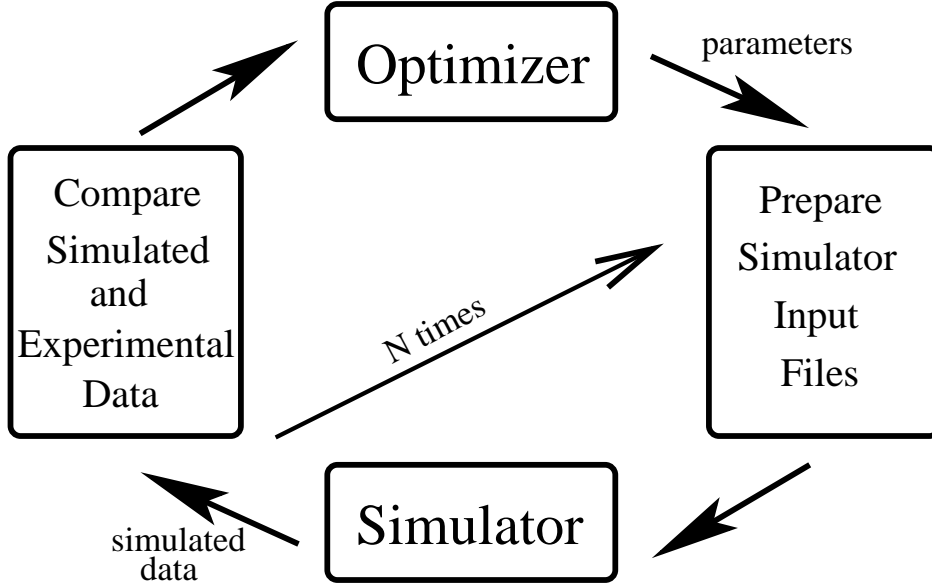 Optimizer
parameters
Compare
Simulated
and
Experimental
Data
Prepare
Simulator
Input
Files
N times
Simulator
simulated
data